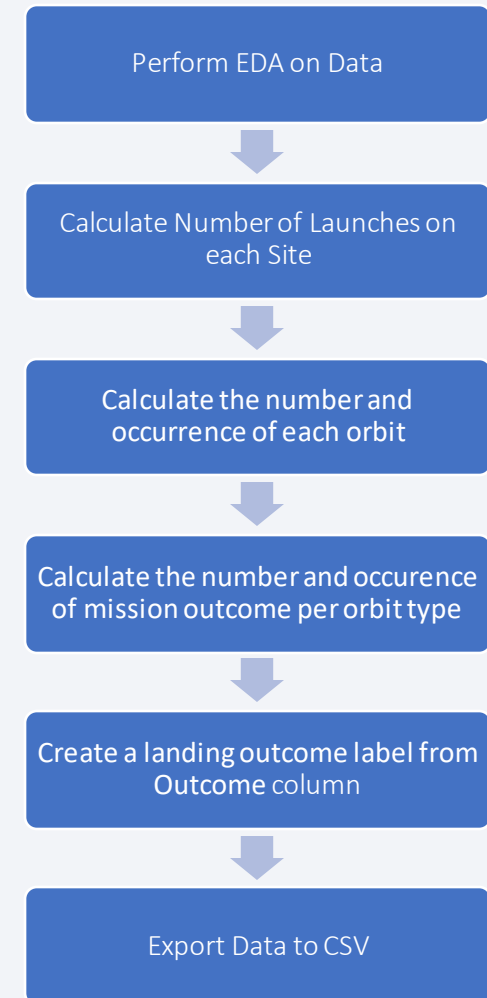 Perform EDA on Data
Calculate Number of Launches on
each Site
Calculate the number and
occurrence of each orbit
Calculate the number and occurence
of mission outcome per orbit type
Create a landing outcome label from
Outcome column
Export Data to CSV